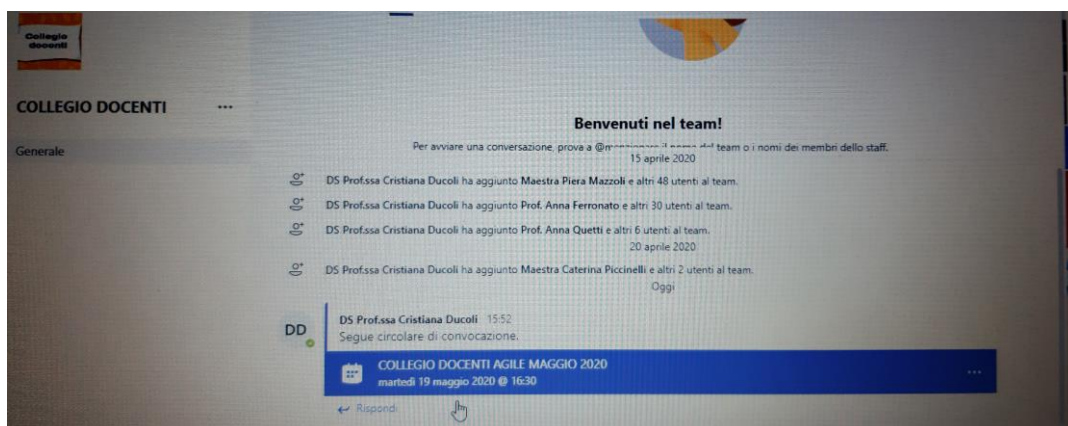 Collegio
docenti
COLLEGIO DOCENTI ...
Generale
Benvenuti nel team!
Per avviare una conversazione, prova a @menzionare il nome del team o i nomi dei membri dello staff.
15 aprile 2020
DS Prof.ssa Cristiana Ducoli ha aggiunto Maestra Piera Mazzoli e altri 48 utenti al team.
DS Prof.ssa Cristiana Ducoli ha aggiunto Prof. Anna Ferronato e altri 30 utenti al team.
DS Prof.ssa Cristiana Ducoli ha aggiunto Prof. Anna Quetti e altri 6 utenti al team.
20 aprile 2020
DS Prof.ssa Cristiana Ducoli ha aggiunto Maestra Caterina Piccinelli e altri 2 utenti al team.
Oggi
DD
DS Prof.ssa Cristiana Ducoli 15:52
Segue circolare di convocazione.
COLLEGIO DOCENTI AGILE MAGGIO 2020 ...
martedì 19 maggio 2020 @ 16:30
Rispondi